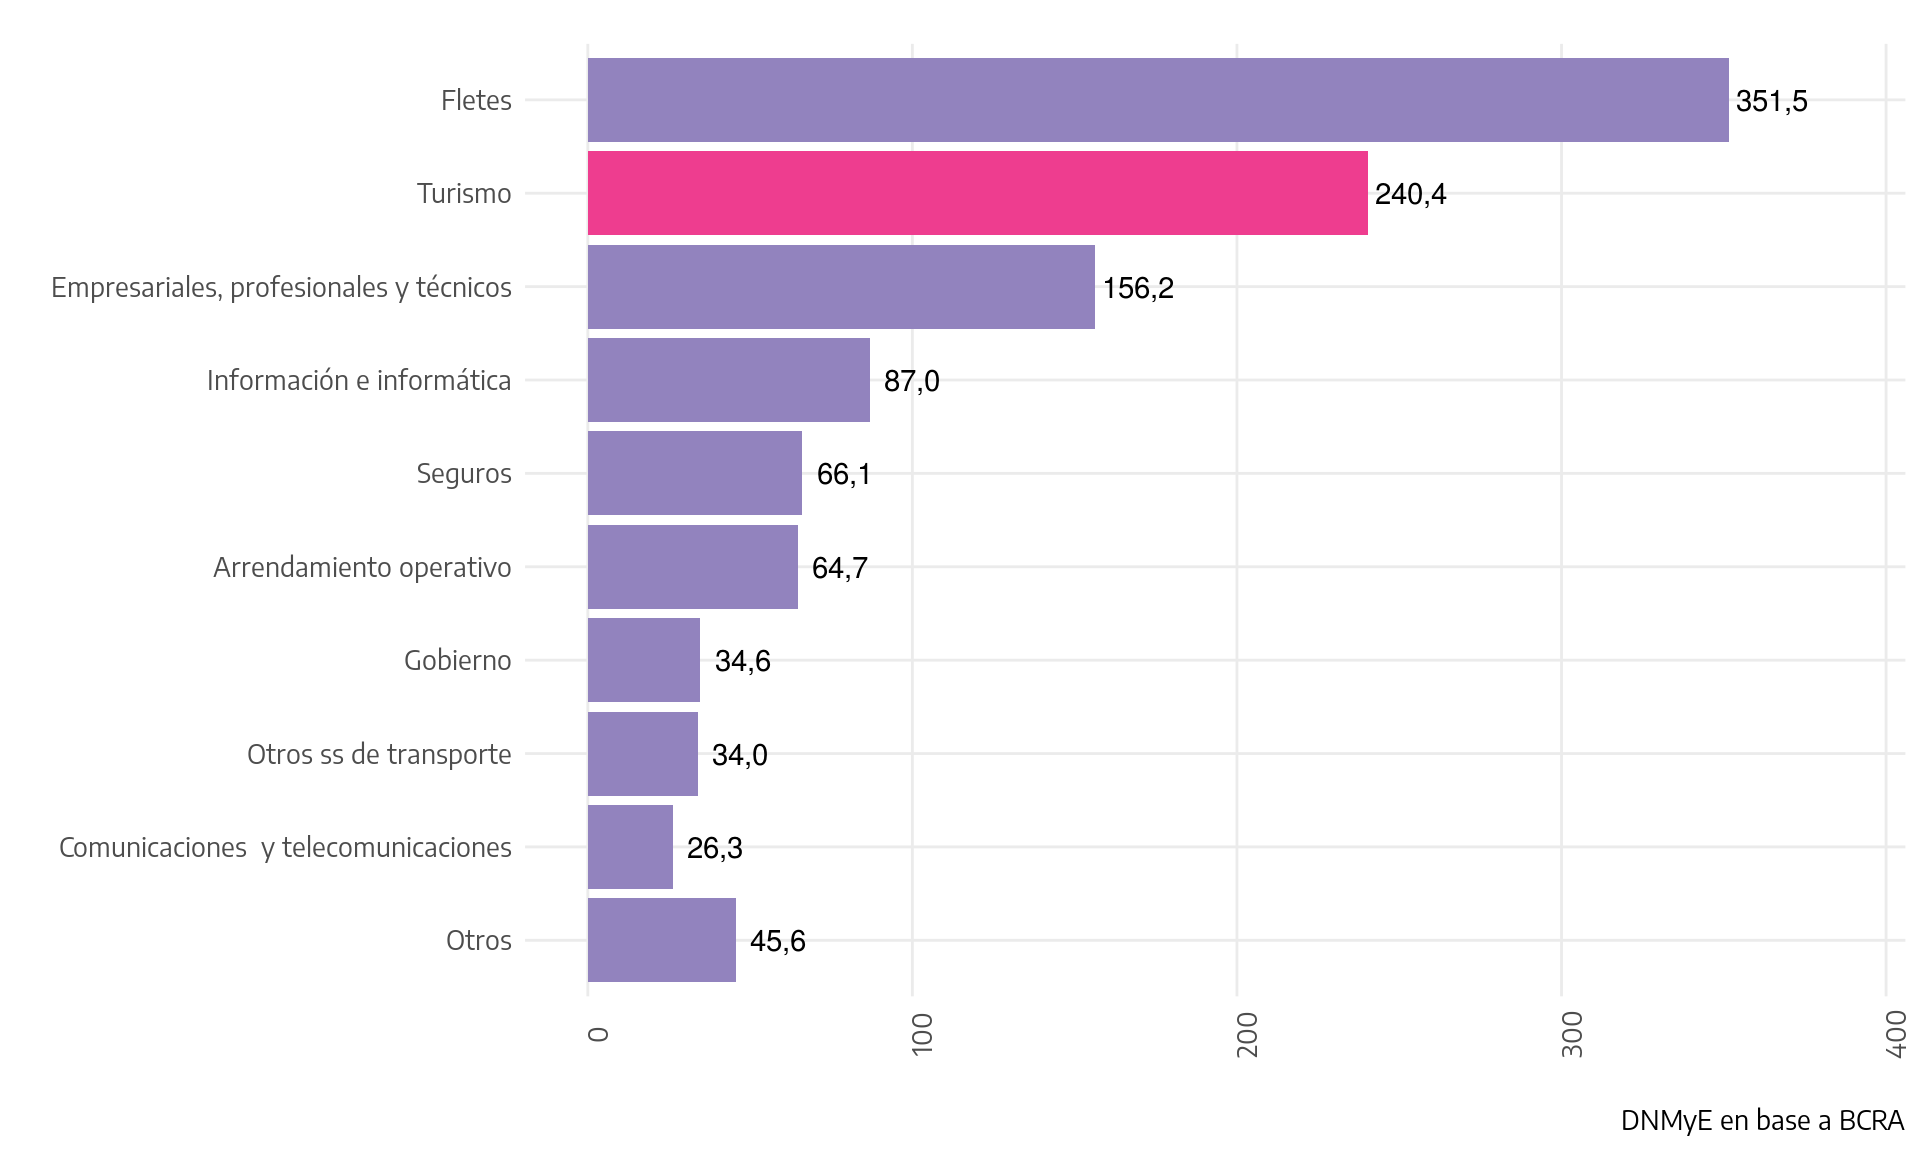 Fletes 351,5
Turismo 240,4
Empresariales, profesionales y técnicos 156,2
Información e informática 87,0
Seguros 66,1
Arrendamiento operativo 64,7
Gobierno 34,6
Otros ss de transporte 34,0
Comunicaciones  y telecomunicaciones 26,3
Otros 45,6
0 100 200 300 400
DNMyE en base a BCRA